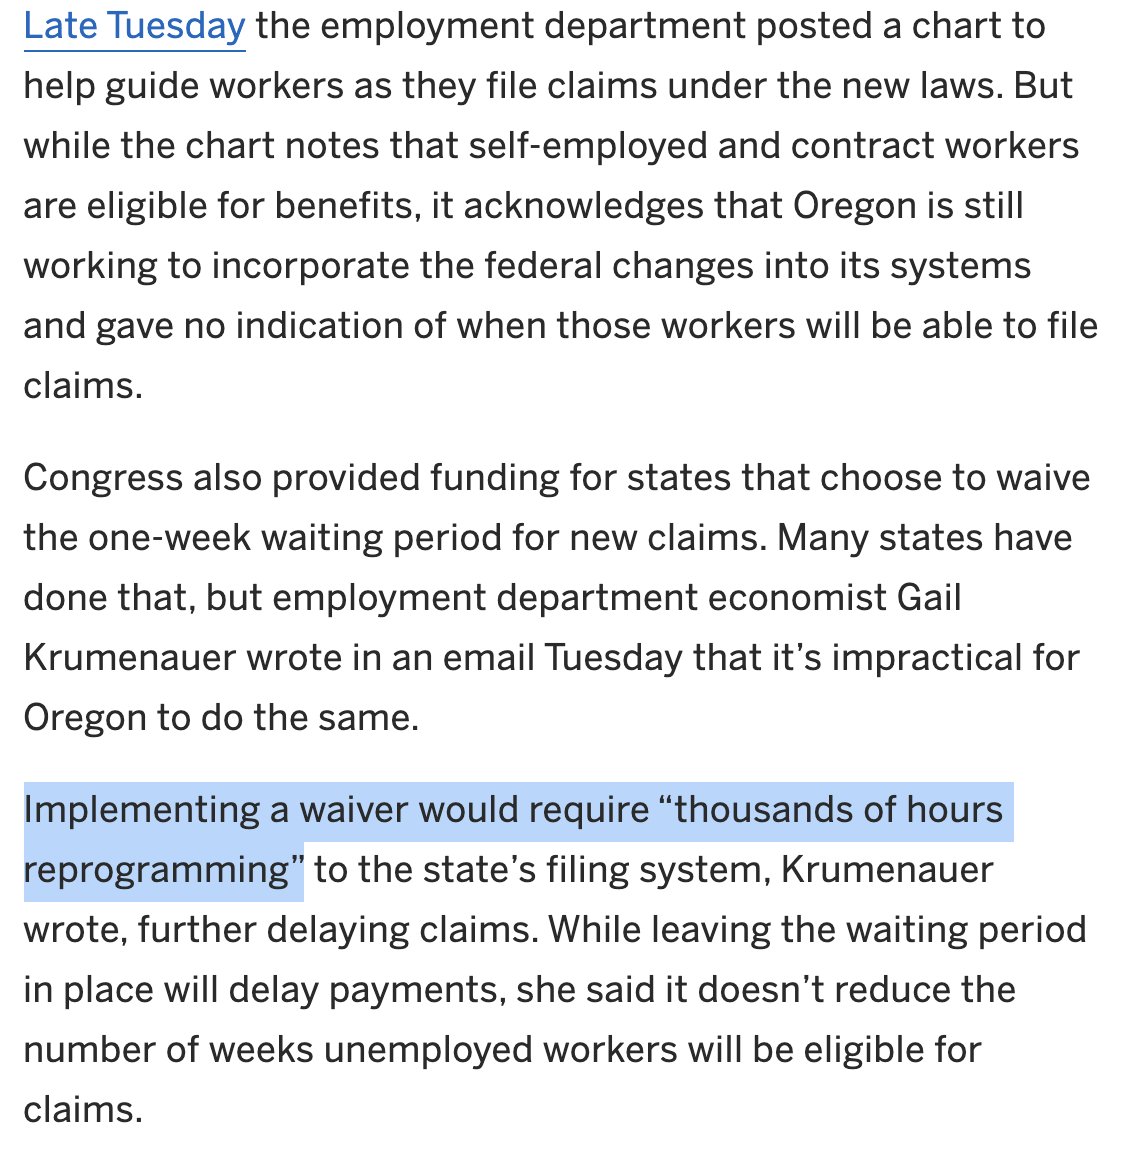 Late Tuesday the employment department posted a chart to
help guide workers as they file claims under the new laws. But
while the chart notes that self-employed and contract workers
are eligible for benefits, it acknowledges that Oregon is still
working to incorporate the federal changes into its systems
and gave no indication of when those workers will be able to file
claims.
Congress also provided funding for states that choose to waive
the one-week waiting period for new claims. Many states have
done that, but employment department economist Gail
Krumenauer wrote in an email Tuesday that it’s impractical for
Oregon to do the same.
Implementing a waiver would require “thousands of hours
reprogramming” to the state’s filing system, Krumenauer
wrote, further delaying claims. While leaving the waiting period
in place will delay payments, she said it doesn’t reduce the
number of weeks unemployed workers will be eligible for
claims.